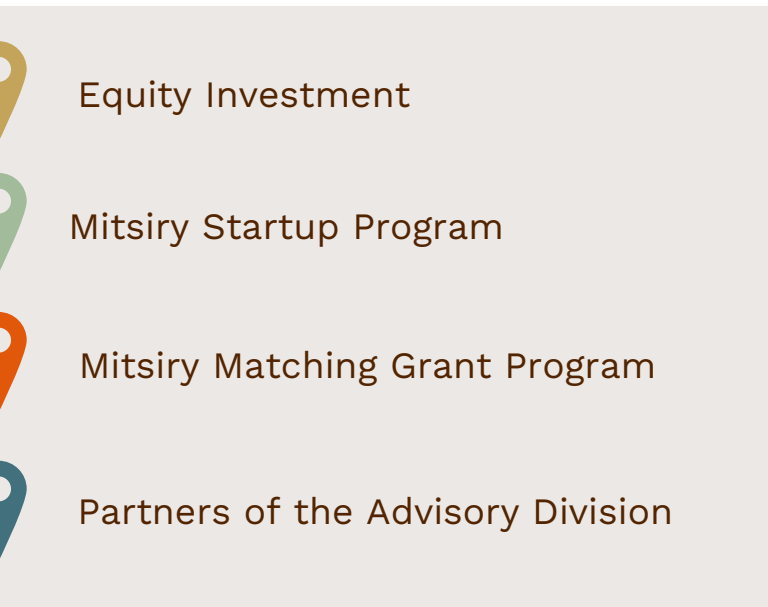 Equity Investment
Mitsiry Startup Program
Mitsiry Matching Grant Program
Partners of the Advisory Division